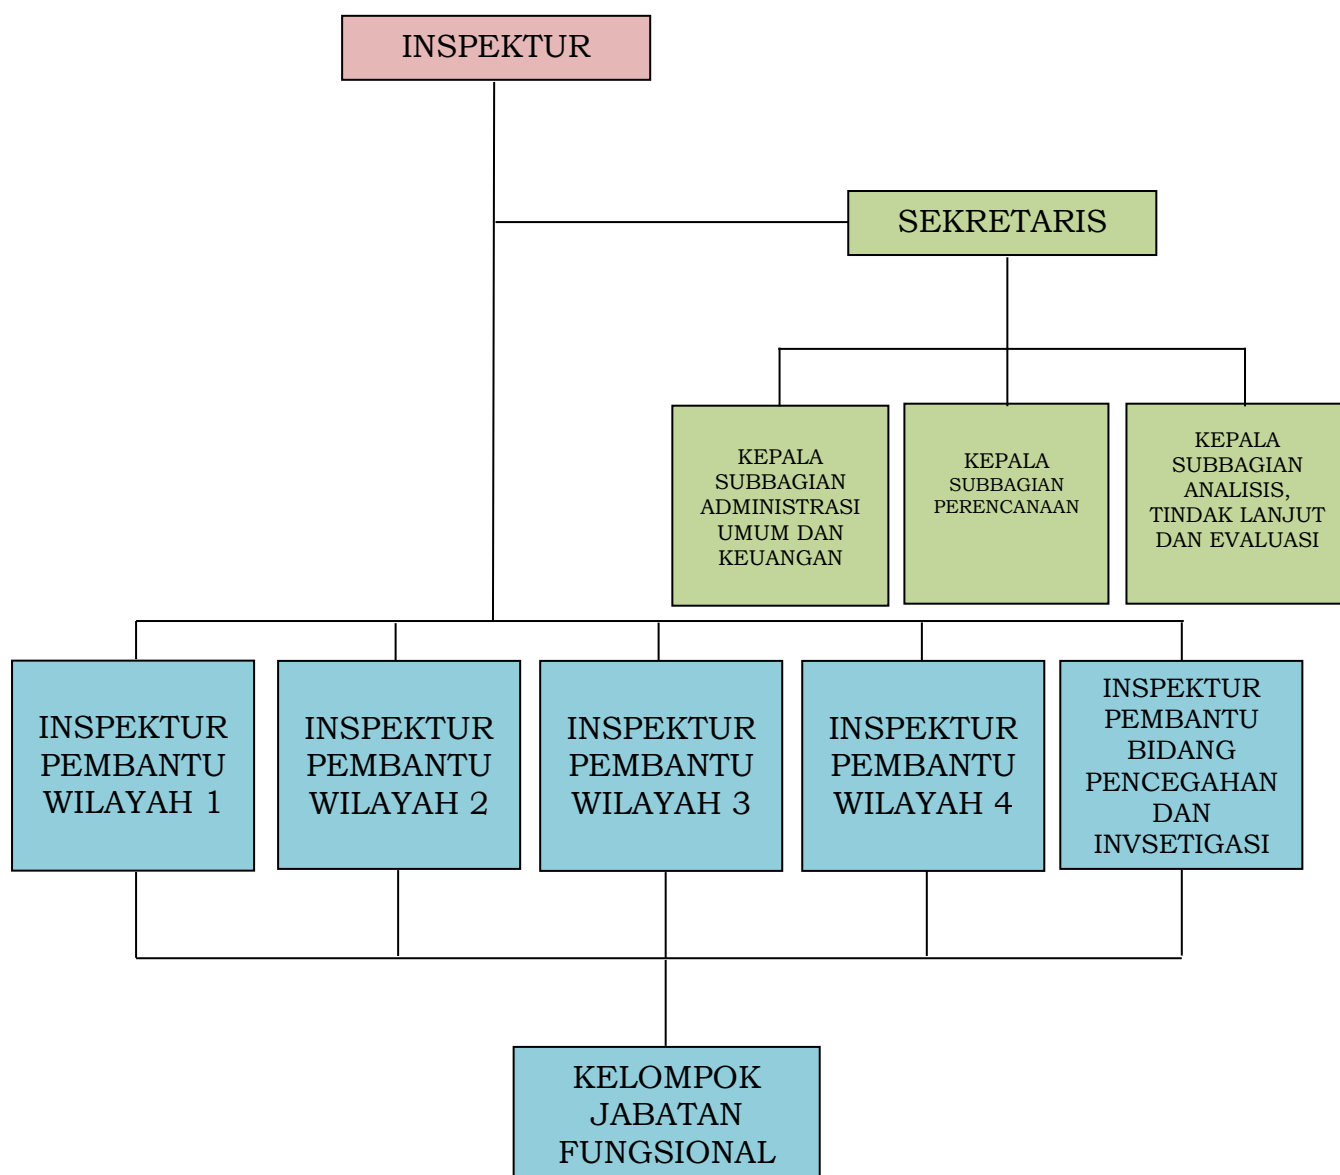 INSPEKTUR
SEKRETARIS
KEPALA
SUBBAGIAN
ADMINISTRASI
UMUM DAN
KEUANGAN
KEPALA
SUBBAGIAN
PERENCANAAN
KEPALA
SUBBAGIAN
ANALISIS,
TINDAK LANJUT
DAN EVALUASI
INSPEKTUR
PEMBANTU
WILAYAH 1
INSPEKTUR
PEMBANTU
WILAYAH 2
INSPEKTUR
PEMBANTU
WILAYAH 3
INSPEKTUR
PEMBANTU
WILAYAH 4
INSPEKTUR
PEMBANTU
BIDANG
PENCEGAHAN
DAN
INVSETIGASI
KELOMPOK
JABATAN
FUNGSIONAL